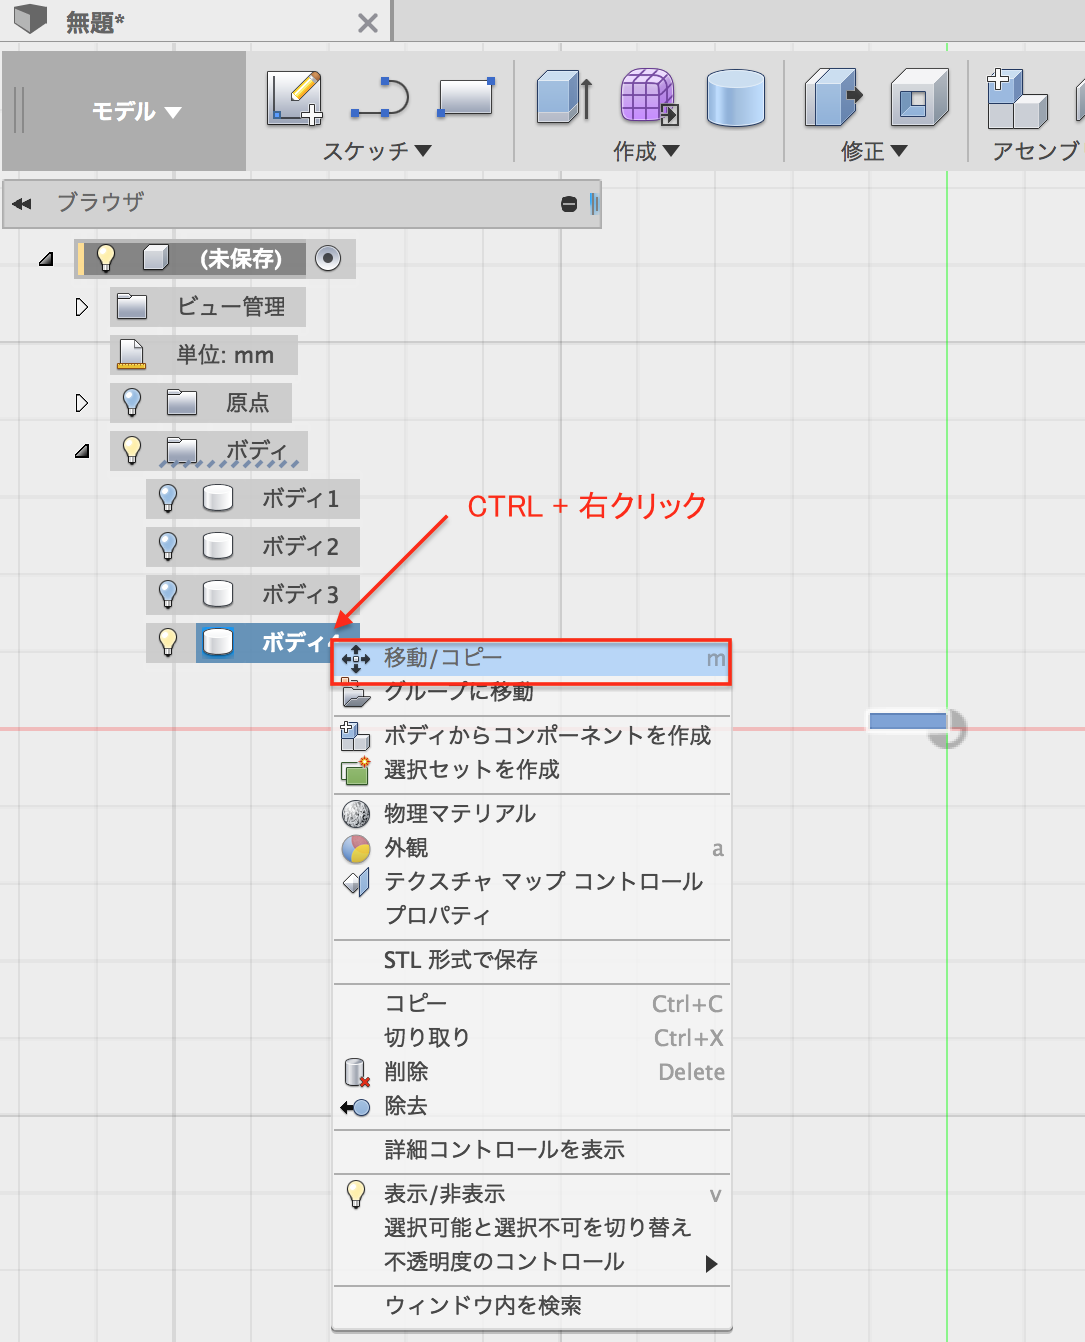 無題*
モデル
スケッチ
作成
修正
アセンブ
ブラウザ
(未保存)
ビュー管理
単位: mm
原点
ボディ
ボディ1
ボディ2
ボディ3
ボディ
CTRL + 右クリック
移動/コピー m
グループに移動
ボディからコンポーネントを作成
選択セットを作成
物理マテリアル
外観 a
テクスチャ マップ コントロール
プロパティ
STL 形式で保存
コピー Ctrl+C
切り取り Ctrl+X
削除 Delete
除去
詳細コントロールを表示
表示/非表示 v
選択可能と選択不可を切り替え
不透明度のコントロール
ウィンドウ内を検索